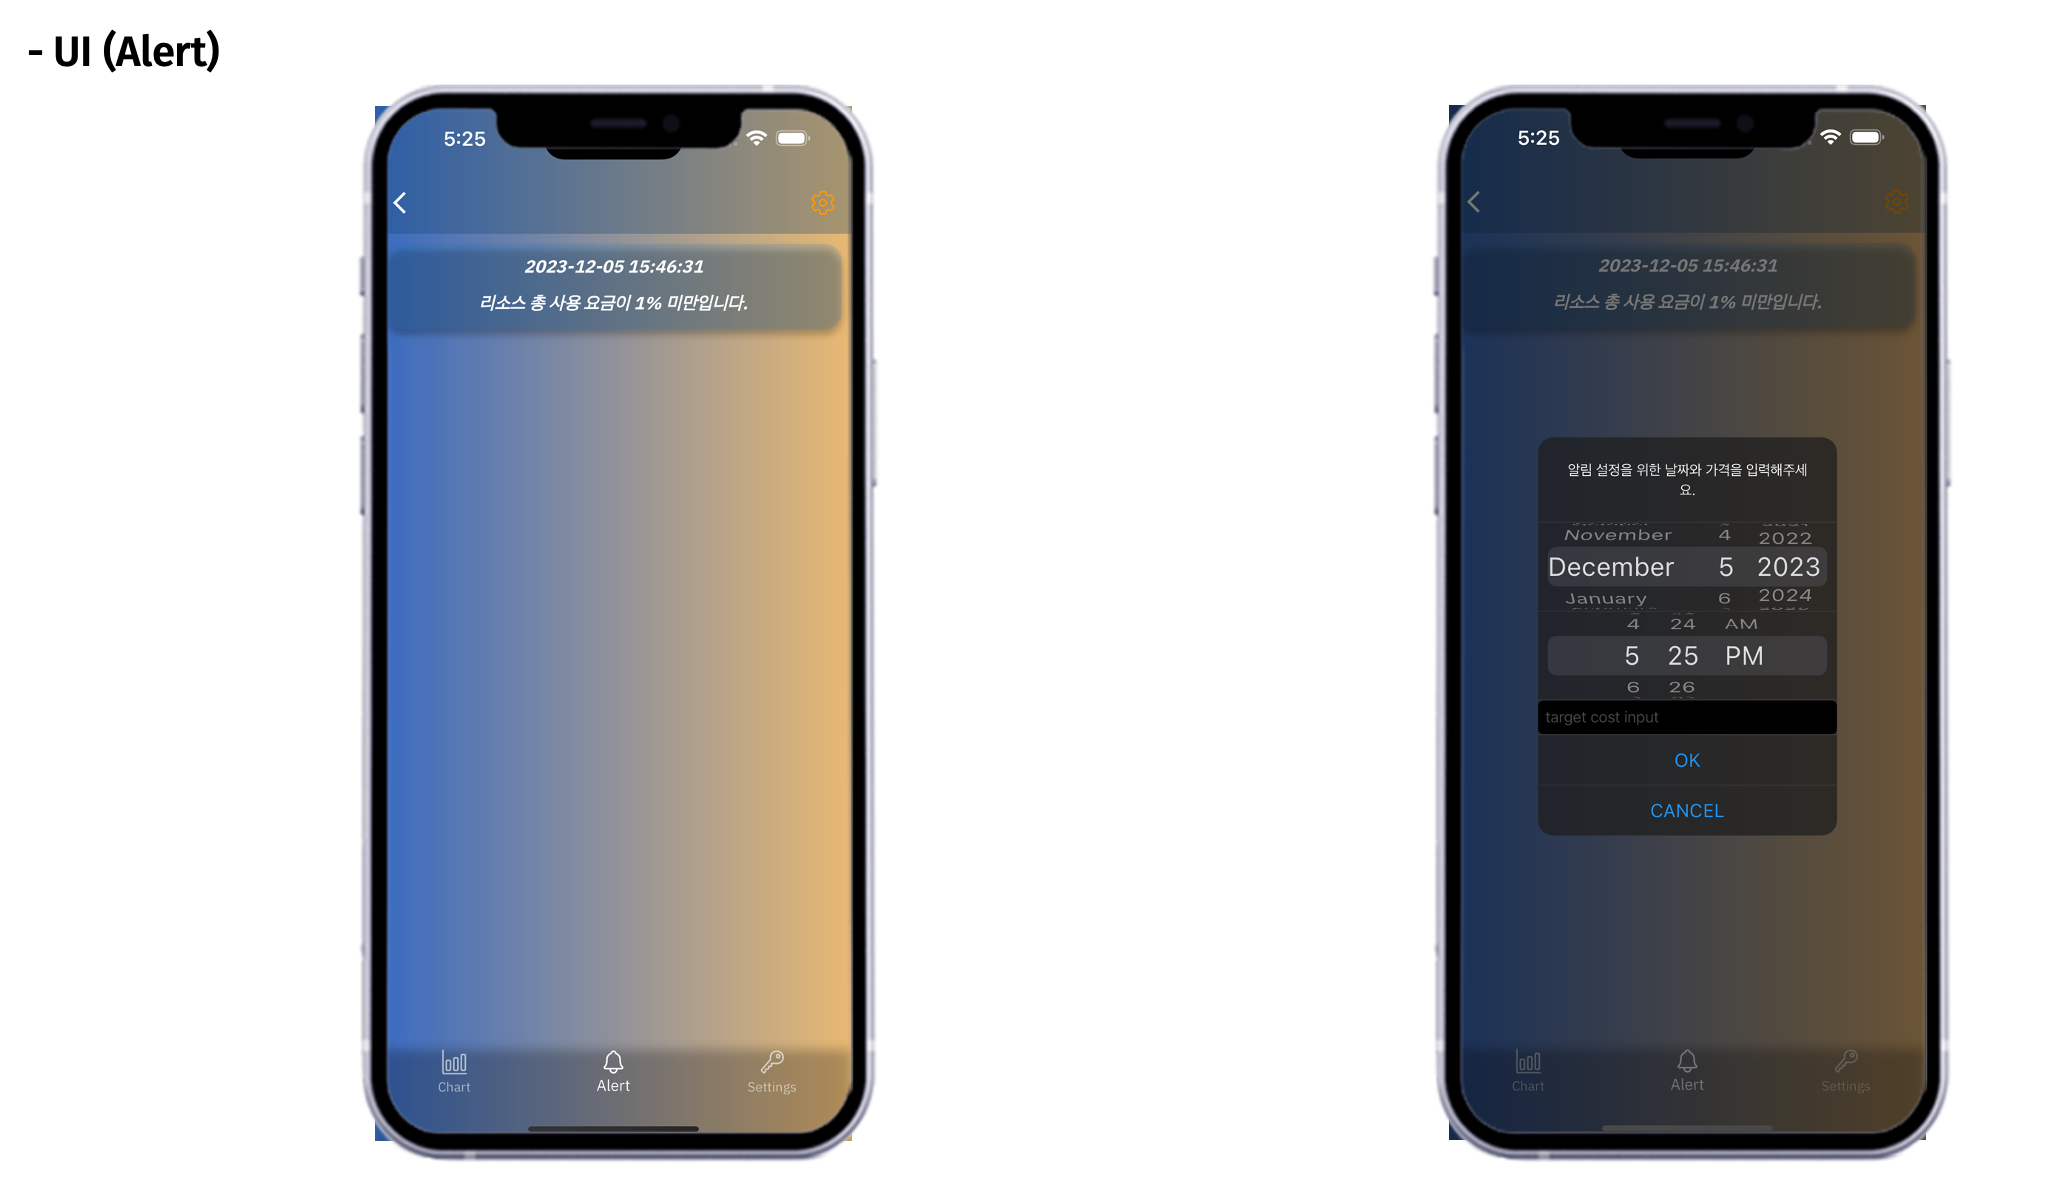 - UI (Alert)
5:25
2023-12-05 15:46:31
리소스 총 사용 요금이 1% 미만입니다.
Chart Alert Settings
5:25
2023-12-05 15:46:31
리소스 총 사용 요금이 1% 미만입니다.
알림 설정을 위한 날짜와 가격을 입력해주세
요.
November 4 2022
December 5 2023
January 6 2024
4 24 AM
5 25 PM
6 26
target cost input
OK
CANCEL
Chart Alert Settings